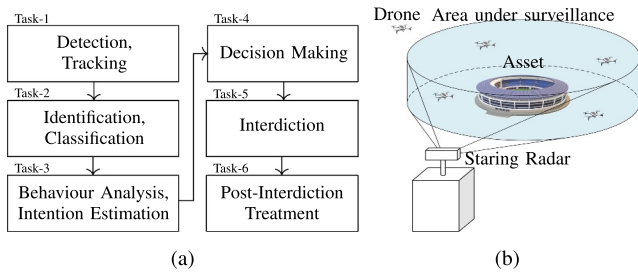 Task-1
Detection,
Tracking
Task-2
Identification,
Classification
Task-3
Behaviour Analysis,
Intention Estimation
Task-4
Decision Making
Task-5
Interdiction
Task-6
Post-Interdiction
Treatment
(a)
Drone Area under surveillance
Asset
Staring Radar
(b)